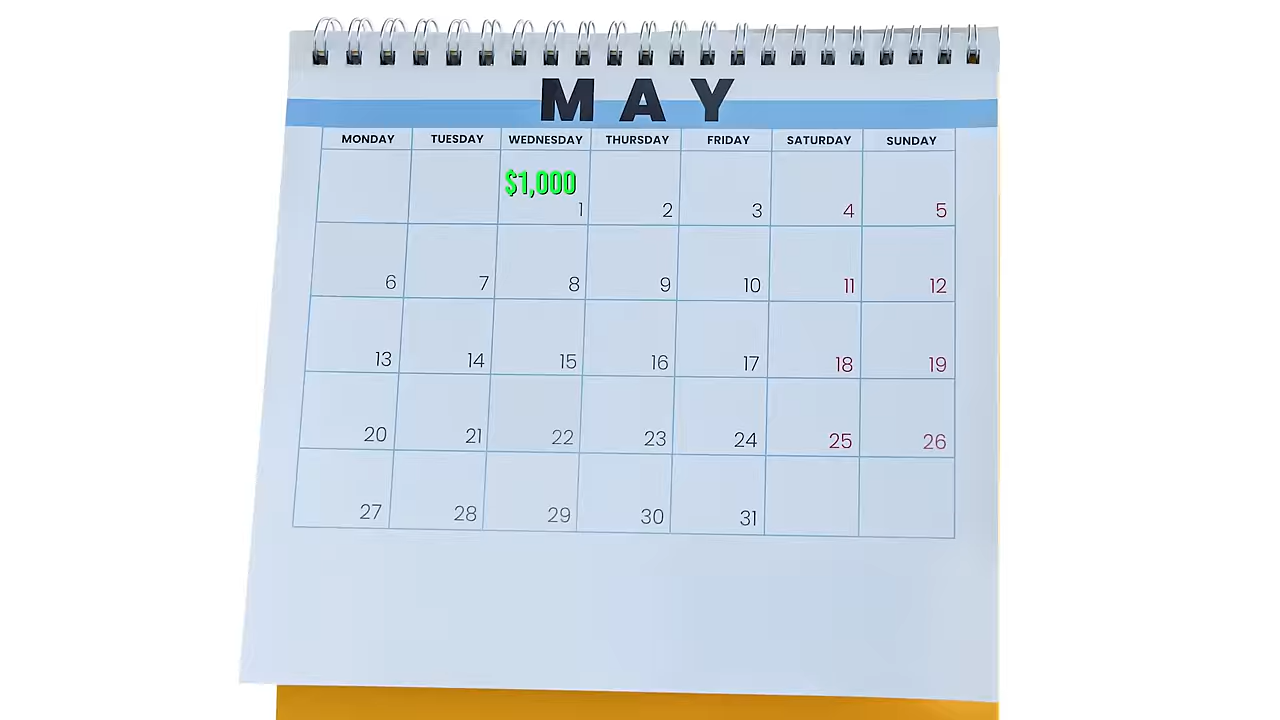 MAY
MONDAY TUESDAY WEDNESDAY THURSDAY FRIDAY SATURDAY SUNDAY
$1,000
1 2 3 4 5
6 7 8 9 10 11 12
13 14 15 16 17 18 19
20 21 22 23 24 25 26
27 28 29 30 31